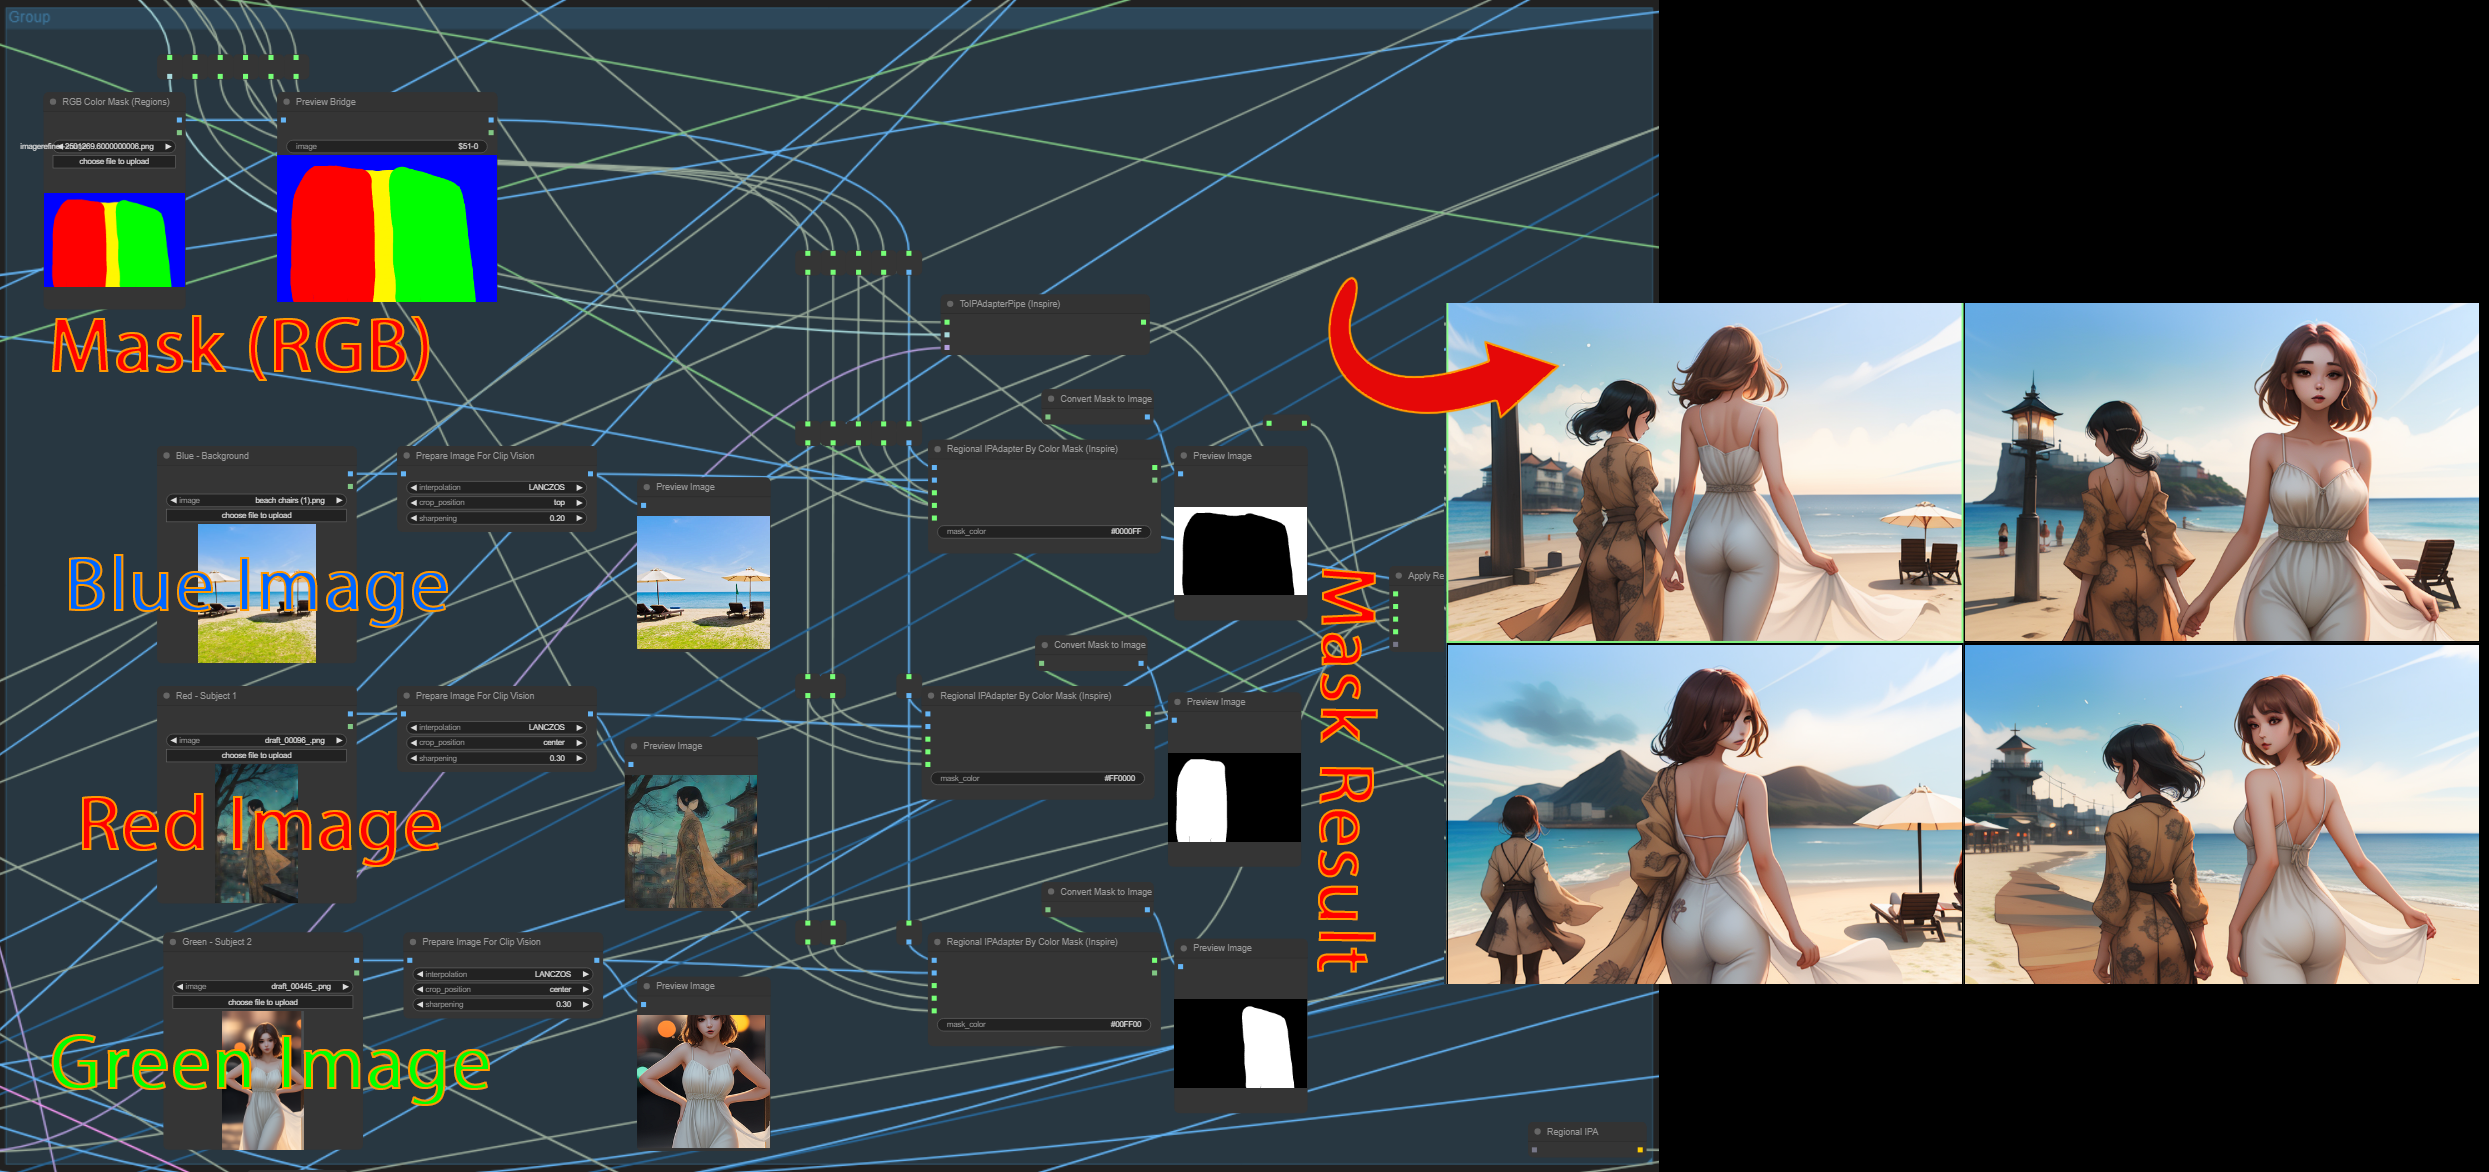 Group
RGB Color Mask (Regions)
choose file to upload
Preview Bridge
image $51-0
Mask (RGB)
ToIPAdapterPipe (Inspire)
Convert Mask to Image
Blue - Background
image beach chairs (1).png
choose file to upload
Prepare Image For Clip Vision
interpolation LANCZOS
crop_position top
sharpening 0.20
Preview Image
Regional IPAdapter By Color Mask (Inspire)
mask_color #0000FF
Preview Image
Blue Image
Apply Re
Mask Result
Convert Mask to Image
Red - Subject 1
image draft_00096_.png
choose file to upload
Prepare Image For Clip Vision
interpolation LANCZOS
crop_position center
sharpening 0.30
Preview Image
Regional IPAdapter By Color Mask (Inspire)
mask_color #FF0000
Preview Image
Red Image
Convert Mask to Image
Green - Subject 2
image draft_00445_.png
choose file to upload
Prepare Image For Clip Vision
interpolation LANCZOS
crop_position center
sharpening 0.30
Preview Image
Regional IPAdapter By Color Mask (Inspire)
mask_color #00FF00
Preview Image
Green Image
Regional IPA